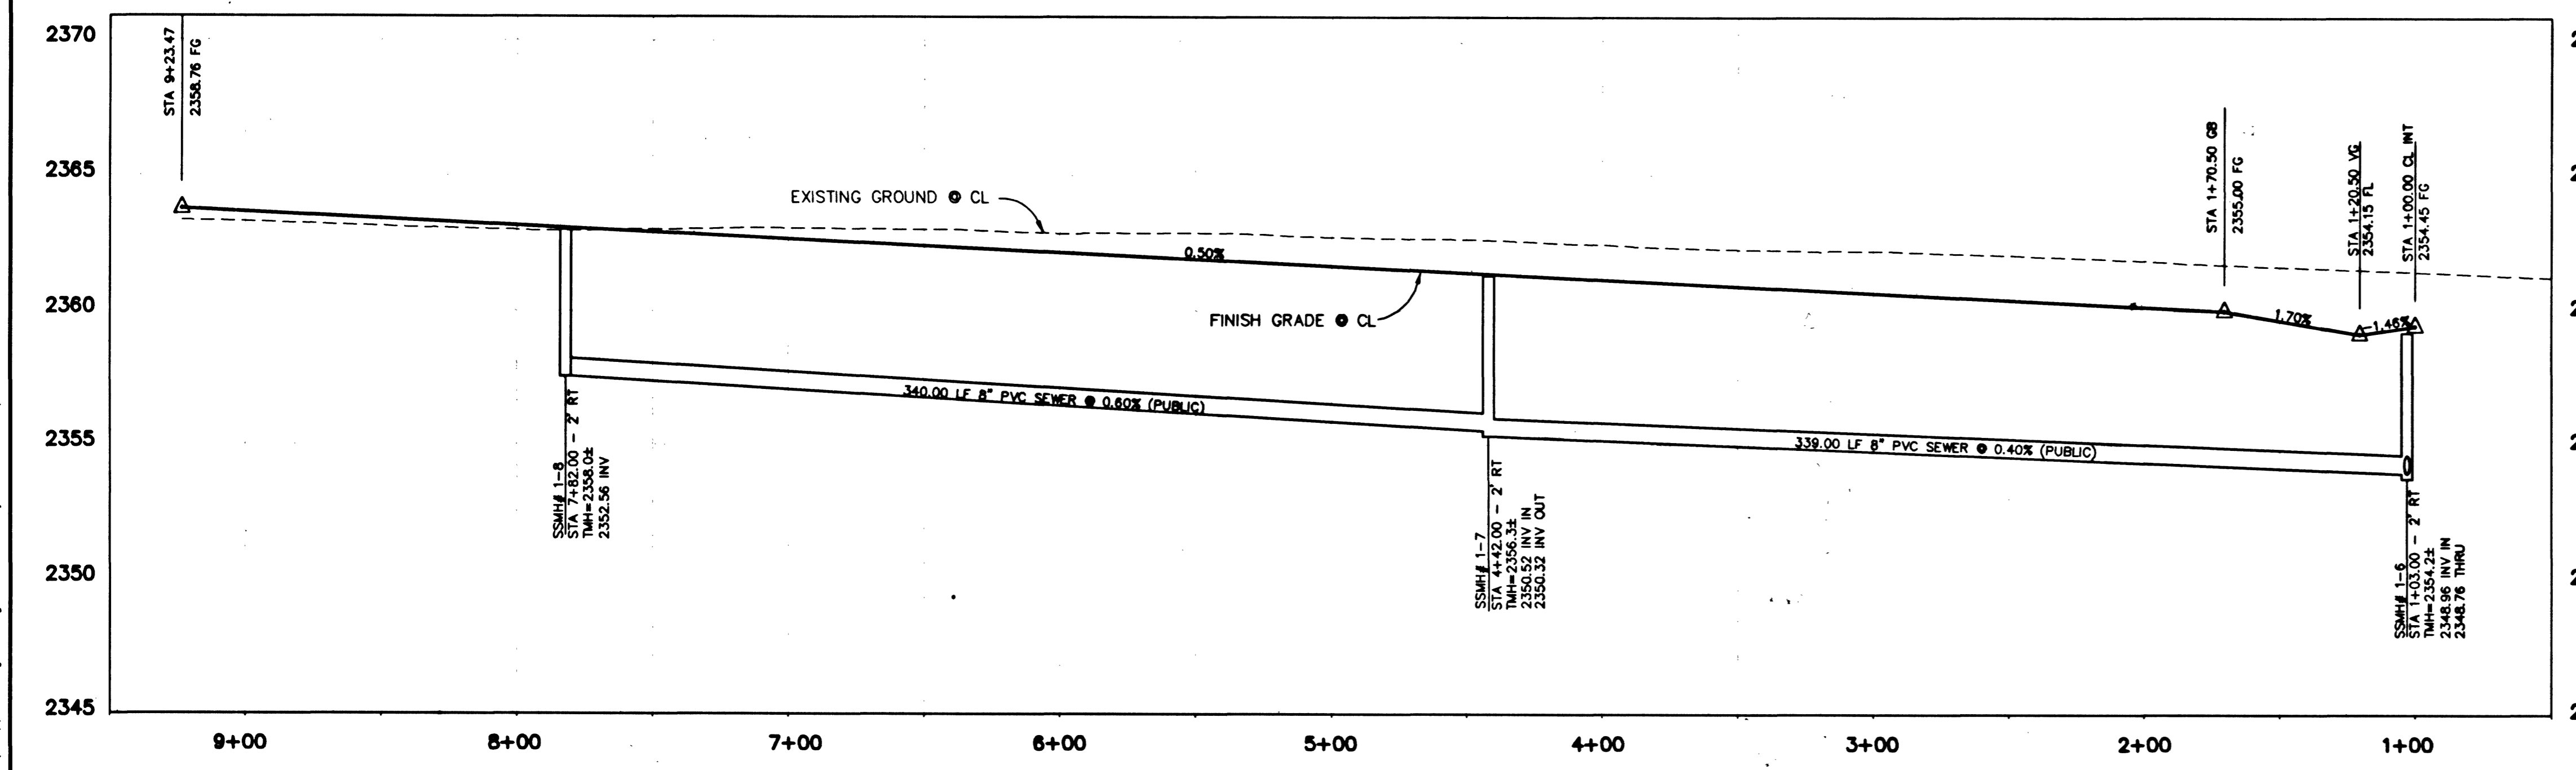 2370
2365
2360
2355
2350
2345
STA 9+23.47
2358.76 FG
EXISTING GROUND @ CL
0.50%
FINISH GRADE @ CL
STA 1+70.50 GB
2355.00 FG
STA 1+20.50 VG
2354.15 FL
STA 1+00.00 CL INT
2354.45 FG
1.70%
-1.46%
340.00 LF 8" PVC SEWER @ 0.60% (PUBLIC)
339.00 LF 8" PVC SEWER @ 0.40% (PUBLIC)
SSMH# 1-8
STA 7+82.00 - 2' RT
TMH=2358.0±
2352.56 INV
SSMH# 1-7
STA 4+42.00 - 2' RT
TMH=2356.3±
2350.52 INV IN
2350.32 INV OUT
SSMH# 1-6
STA 1+03.00 - 2' RT
TMH=2354.2±
2348.96 INV IN
2348.76 THRU
9+00 8+00 7+00 6+00 5+00 4+00 3+00 2+00 1+00